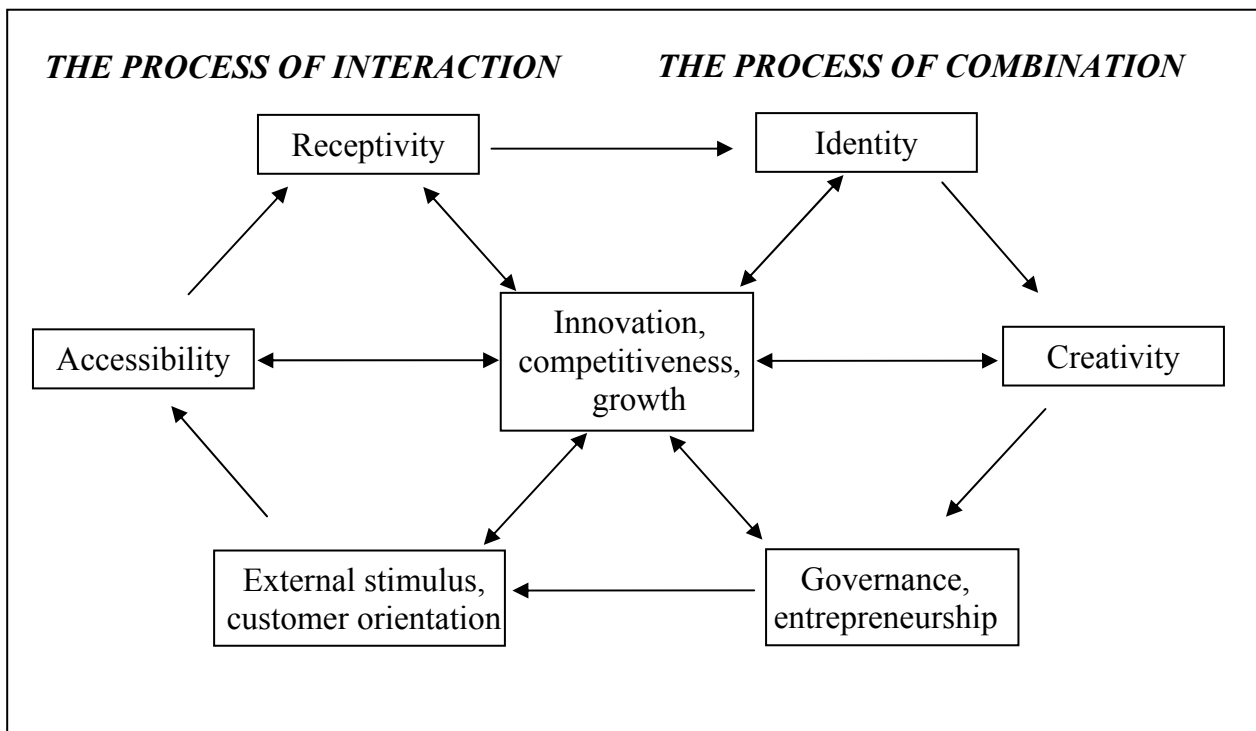 THE PROCESS OF INTERACTION
THE PROCESS OF COMBINATION
Receptivity
Identity
Accessibility
Innovation,
competitiveness,
growth
Creativity
External stimulus,
customer orientation
Governance,
entrepreneurship